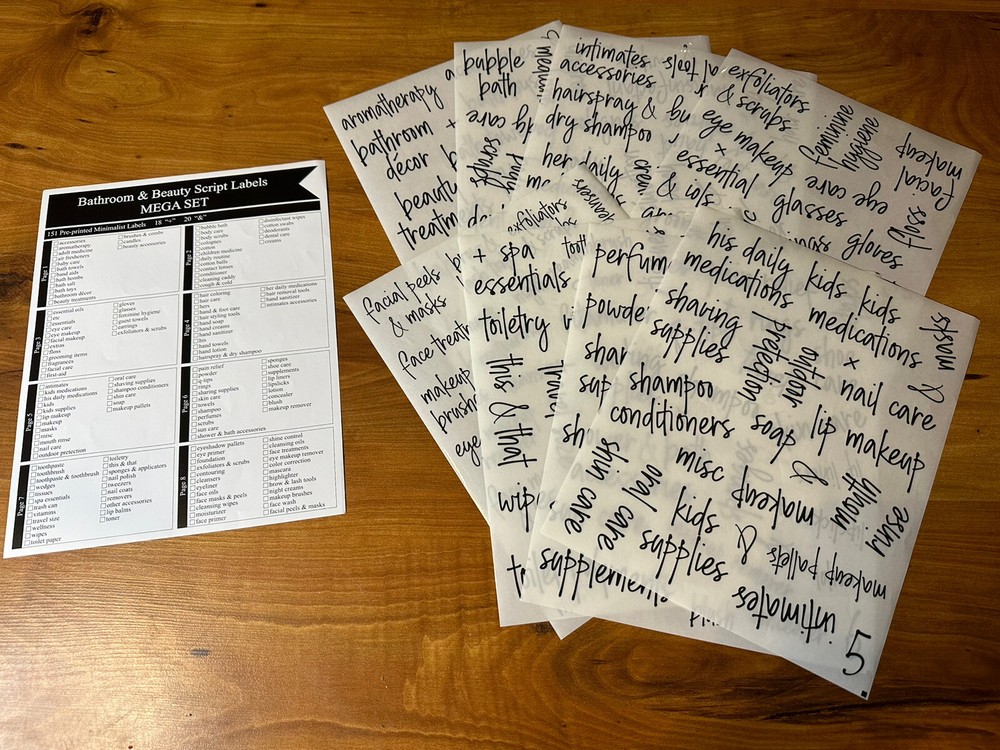 Bathroom & Beauty Script Labels
MEGA SET
151 Pre-printed Minimalist Labels 18 "+" 20 "&"
Page 1
accessories
aromatherapy
adult medicine
air fresheners
baby care
bath towels
band aids
bath bombs
bath salt
bath toys
bathroom décor
beauty treatments
brushes & combs
candles
beauty accessories
Page 2
bubble bath
body care
body scrubs
colognes
cotton
children medicine
daily routine
cotton balls
contact lenses
conditioner
cleaning cloth
cough & cold
disinfectant wipes
cotton swabs
deodorants
dental care
creams
Page 3
essential oils
etc
essentials
eye care
eye makeup
facial makeup
extras
floss
grooming items
fragrances
facial care
first-aid
gloves
glasses
feminine hygiene
guest towels
earrings
exfoliators & scrubs
Page 4
hair coloring
hair care
hers
hand & foot care
hair styling tools
hand soap
hand creams
hand sanitizer
his
hand towels
hand lotion
hairspray & dry shampoo
her daily medications
hair removal tools
hand sanitizer
intimates accessories
Page 5
intimates
kids medications
his daily medications
kids
kids supplies
lip makeup
makeup
masks
misc
mouth rinse
nail care
outdoor protection
oral care
shaving supplies
shampoo conditioners
skin care
soap
makeup pallets
Page 6
pain relief
powder
q-tips
rings
sharing supplies
skin care
towels
shampoo
perfumes
scrubs
sun care
shower & bath accessories
sponges
shoe care
supplements
lip liners
lipsticks
lotion
concealer
blush
makeup remover
Page 7
toothpaste
toothbrush
toothpaste & toothbrush
wedges
tissues
spa essentials
trash can
vitamins
travel size
wellness
wipes
toilet paper
toiletry
this & that
sponges & applicators
nail polish
tweezers
nail coats
removers
other accessories
lip balms
toner
Page 8
eyeshadow pallets
eye primer
foundation
exfoliators & scrubs
contouring
cleansers
eyeliner
face oils
face masks & peels
cleansing wipes
moisturizer
face primer
shine control
cleansing oils
face treatments
eye makeup remover
color correction
mascara
highlighter
brow & lash tools
night creams
makeup brushes
face wash
facial peels & masks
aromatherapy
bathroom +
décor
beauty
bubble
bath
intimates
accessories
hairspray &
dry shampoo
her daily
exfoliators
& scrubs
eye makeup
+
essential
& oils
glasses
eye care
feminine
hygiene
facial
makeup
gloves
floss
facial peels
& masks
makeup
eye
exfoliators
+ spa
essentials
toiletry
this & that
supplements
his daily
medications
kids
kids
medications
masks
&
shaving
supplies
outdoor
protection
+
nail care
shampoo
conditioners
soap
&
lip makeup
misc
makeup
mouth
rinse
skin care
oral care
kids
supplies
&
makeup pallets
intimates
5